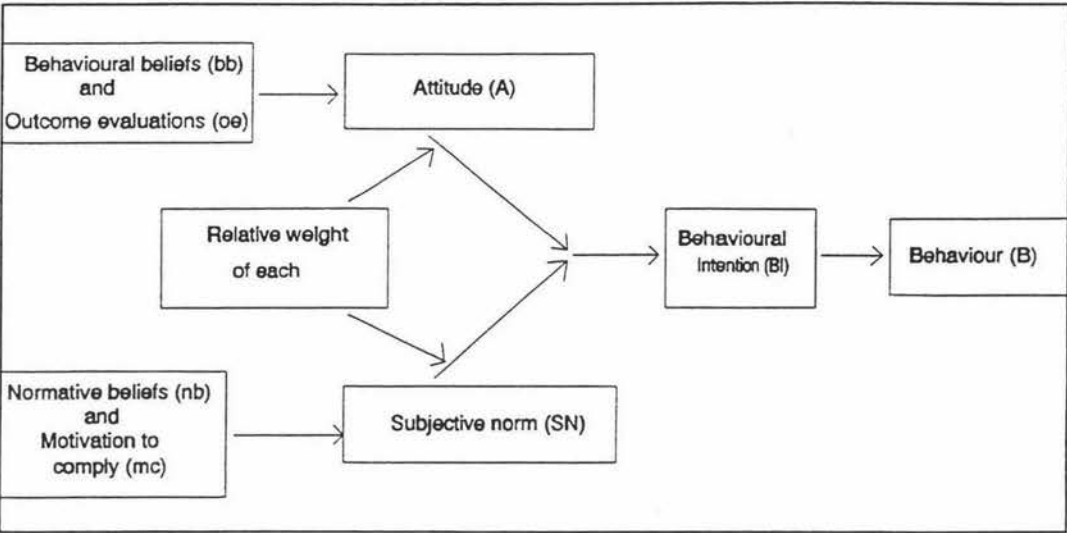 Behavioural beliefs (bb)
and
Outcome evaluations (oe)
Attitude (A)
Relative weight
of each
Behavioural
Intention (BI)
Behaviour (B)
Normative beliefs (nb)
and
Motivation to
comply (mc)
Subjective norm (SN)